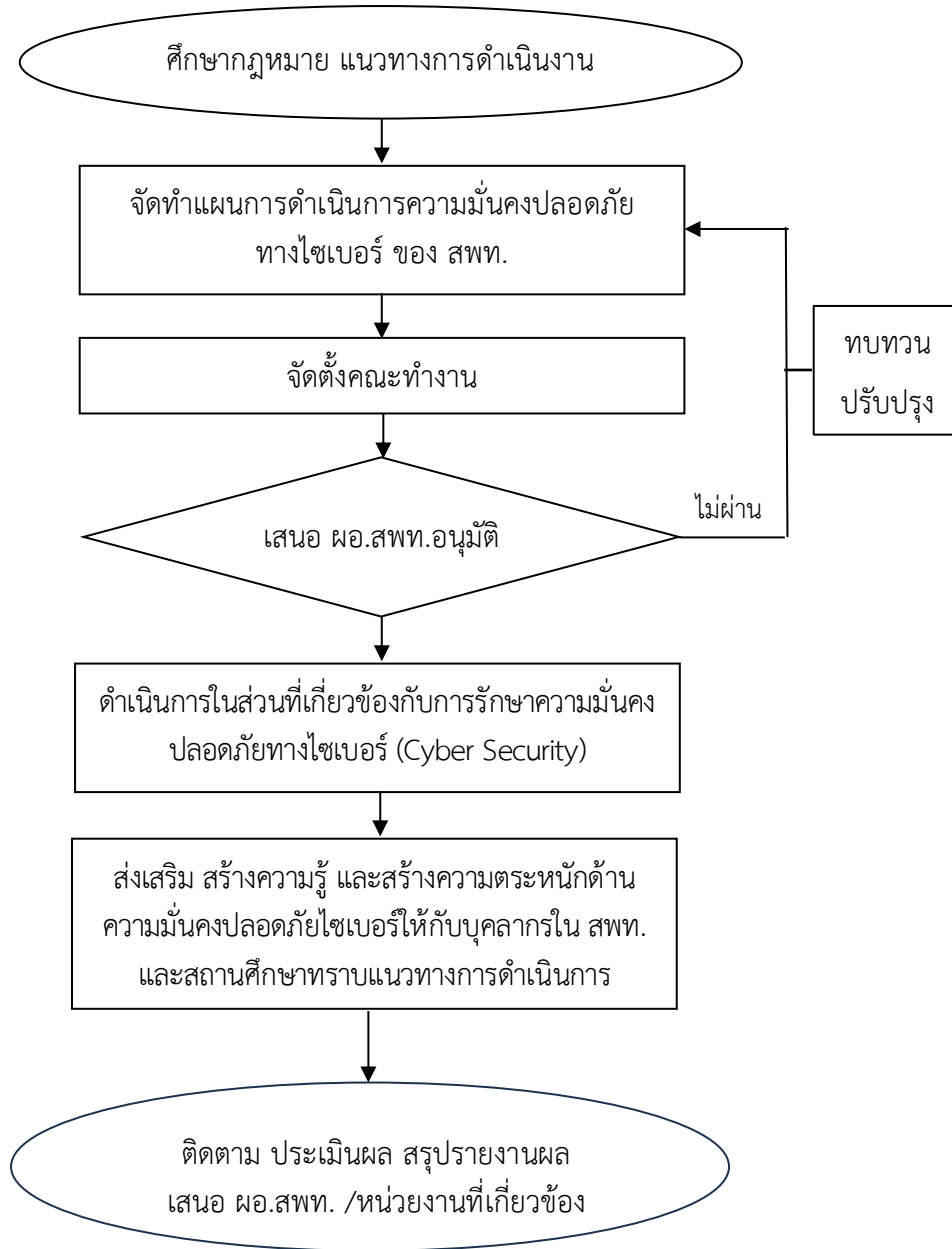 ศึกษากฎหมาย แนวทางการดำเนินงาน
จัดทำแผนการดำเนินการความมั่นคงปลอดภัย
ทางไซเบอร์ ของ สพท.
จัดตั้งคณะทำงาน
ทบทวน
ปรับปรุง
เสนอ ผอ.สพท.อนุมัติ
ไม่ผ่าน
ดำเนินการในส่วนที่เกี่ยวข้องกับการรักษาความมั่นคง
ปลอดภัยทางไซเบอร์ (Cyber Security)
ส่งเสริม สร้างความรู้ และสร้างความตระหนักด้าน
ความมั่นคงปลอดภัยไซเบอร์ให้กับบุคลากรใน สพท.
และสถานศึกษาทราบแนวทางการดำเนินการ
ติดตาม ประเมินผล สรุปรายงานผล
เสนอ ผอ.สพท. /หน่วยงานที่เกี่ยวข้อง